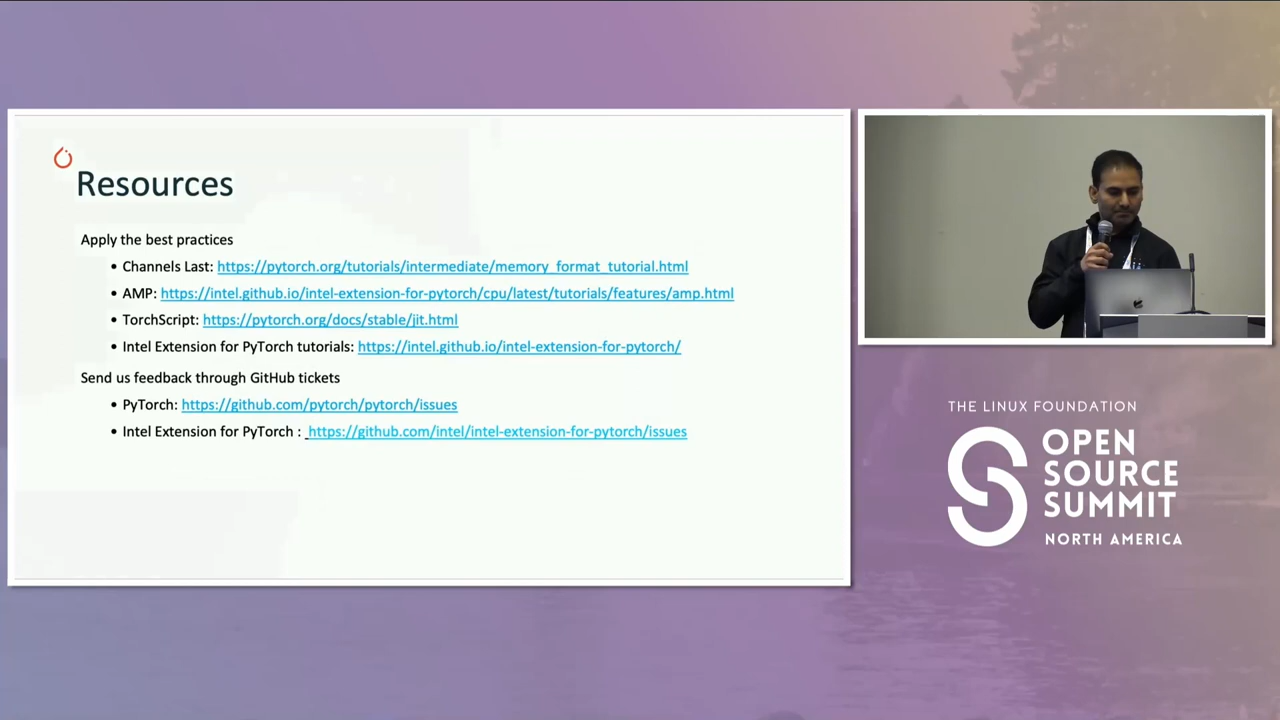 Resources
Apply the best practices
• Channels Last: https://pytorch.org/tutorials/intermediate/memory_format_tutorial.html
• AMP: https://intel.github.io/intel-extension-for-pytorch/cpu/latest/tutorials/features/amp.html
• TorchScript: https://pytorch.org/docs/stable/jit.html
• Intel Extension for PyTorch tutorials: https://intel.github.io/intel-extension-for-pytorch/
Send us feedback through GitHub tickets
• PyTorch: https://github.com/pytorch/pytorch/issues
• Intel Extension for PyTorch : https://github.com/intel/intel-extension-for-pytorch/issues
THE LINUX FOUNDATION
OPEN
SOURCE
SUMMIT
NORTH AMERICA